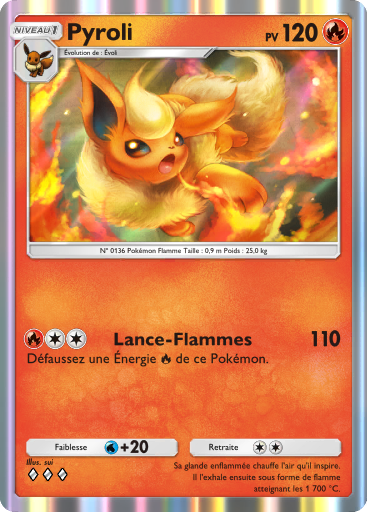 NIVEAU 1
Pyroli
PV 120
Évolution de : Évoli
N° 0136 Pokémon Flamme Taille : 0,9 m Poids : 25,0 kg
Lance-Flammes 110
Défaussez une Énergie de ce Pokémon.
Faiblesse +20 Retraite
Illus. sui
Sa glande enflammée chauffe l'air qu'il inspire.
Il l'exhale ensuite sous forme de flamme
atteignant les 1 700 °C.